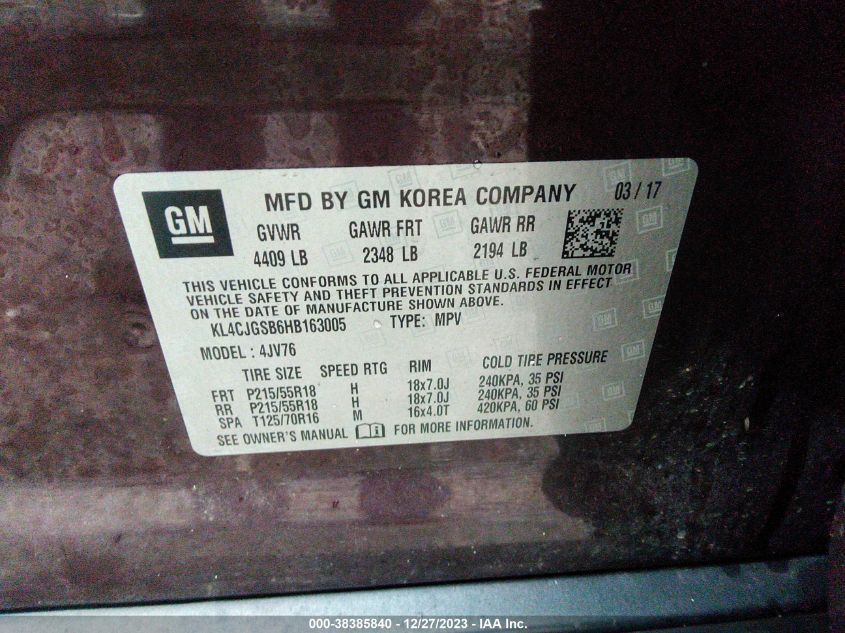 GM
MFD BY GM KOREA COMPANY 03 / 17
GVWR GAWR FRT GAWR RR
4409 LB 2348 LB 2194 LB
THIS VEHICLE CONFORMS TO ALL APPLICABLE U.S. FEDERAL MOTOR
VEHICLE SAFETY AND THEFT PREVENTION STANDARDS IN EFFECT
ON THE DATE OF MANUFACTURE SHOWN ABOVE.
KL4CJGSB6HB163005 TYPE: MPV
MODEL : 4JV76
TIRE SIZE SPEED RTG RIM COLD TIRE PRESSURE
FRT P215/55R18 H 18x7.0J 240KPA, 35 PSI
RR P215/55R18 H 18x7.0J 240KPA, 35 PSI
SPA T125/70R16 M 16x4.0T 420KPA, 60 PSI
SEE OWNER'S MANUAL FOR MORE INFORMATION.
000-38385840 - 12/27/2023 - IAA Inc.